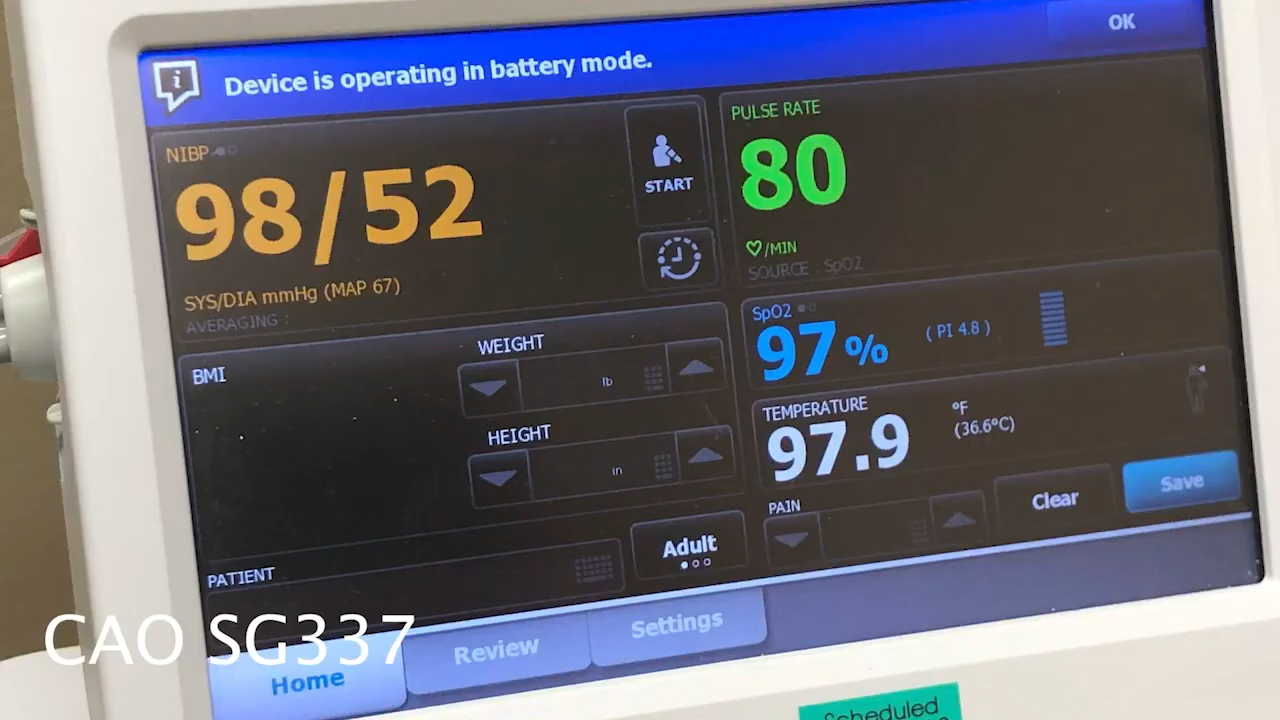 Device is operating in battery mode.
OK
NIBP
98/52
SYS/DIA mmHg (MAP 67)
AVERAGING :
START
PULSE RATE
80
/MIN
SOURCE : SpO2
SpO2
97%
(PI 4.8)
TEMPERATURE
97.9
°F
(36.6°C)
BMI
WEIGHT
lb
HEIGHT
in
PAIN
Clear
Save
PATIENT
Adult
Home
Review
Settings
CAO SG337
Scheduled